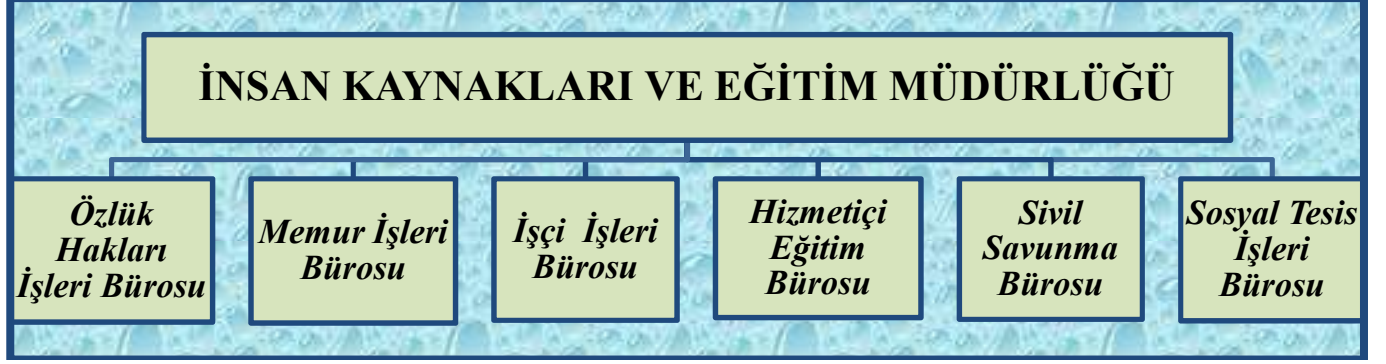 İNSAN KAYNAKLARI VE EĞİTİM MÜDÜRLÜĞÜ
Özlük
Hakları
İşleri Bürosu
Memur İşleri
Bürosu
İşçi İşleri
Bürosu
Hizmetiçi
Eğitim
Bürosu
Sivil
Savunma
Bürosu
Sosyal Tesis
İşleri
Bürosu